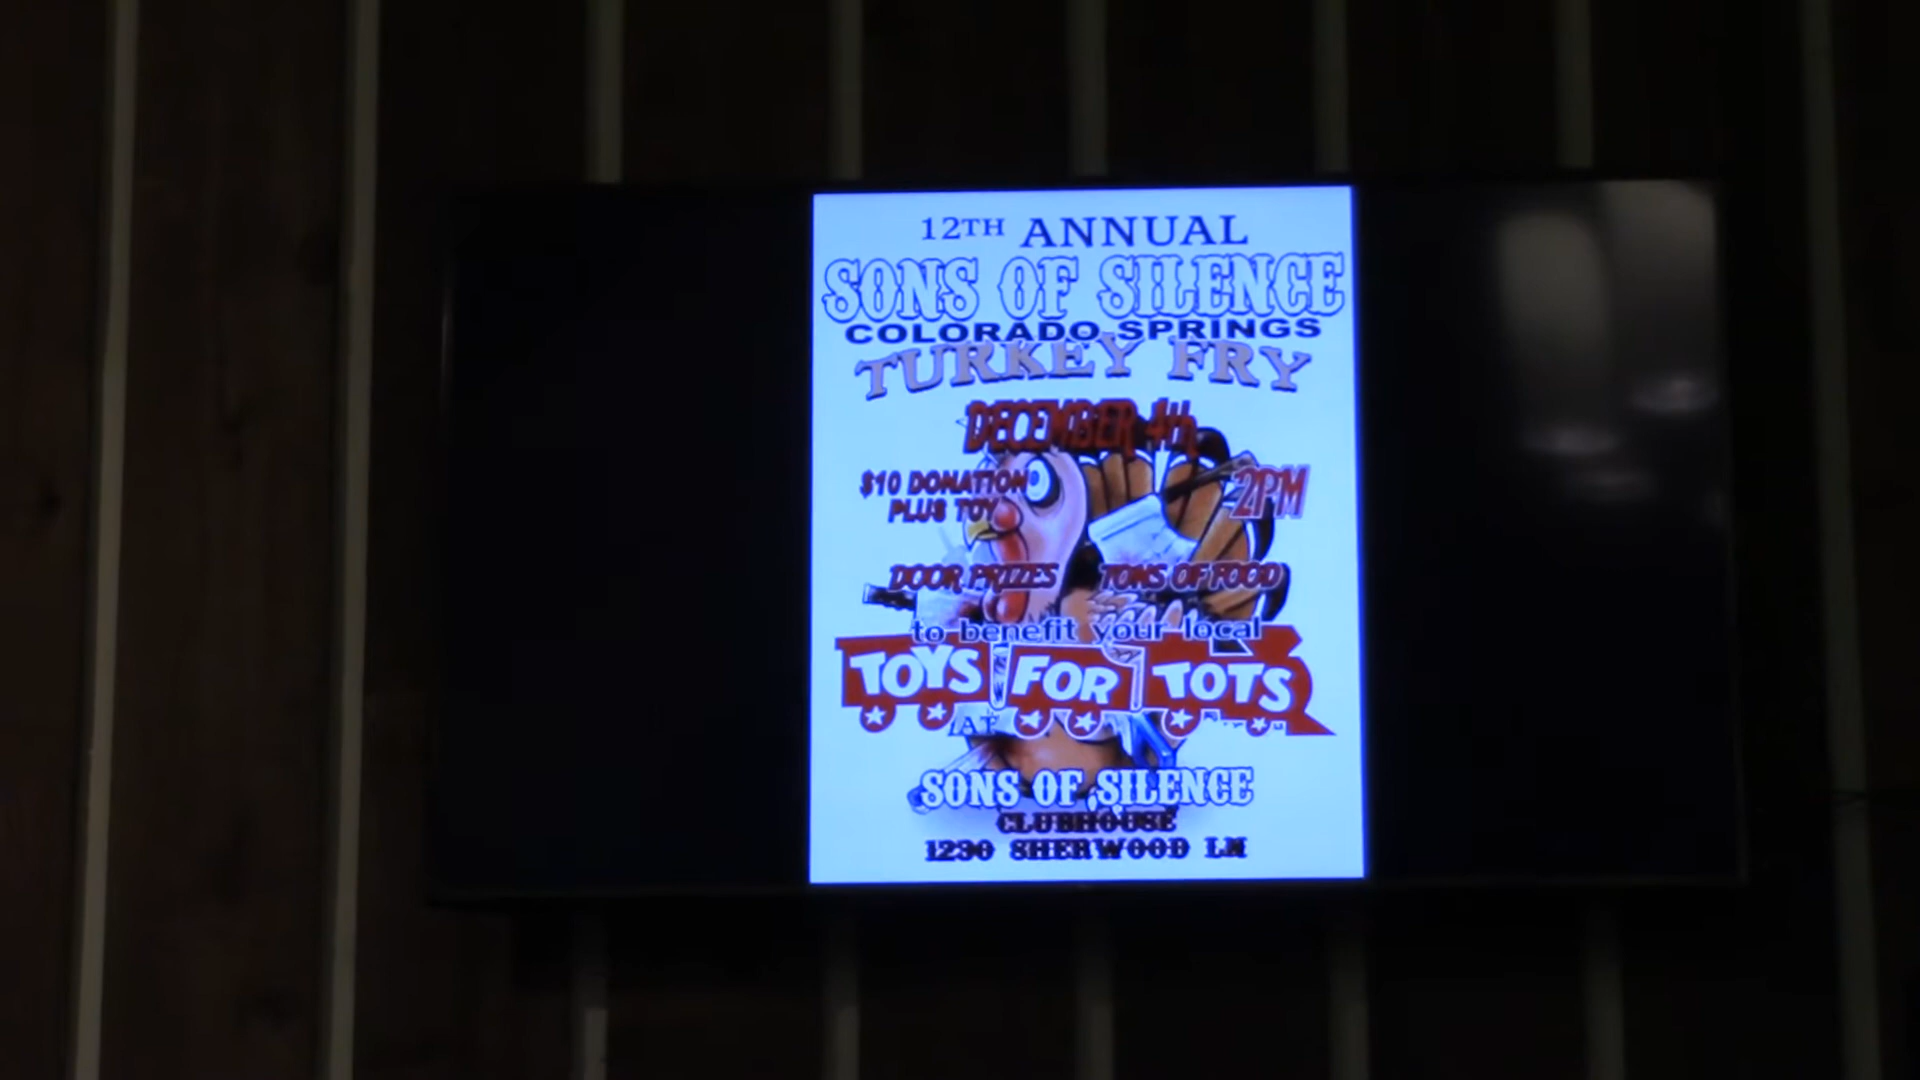 12TH ANNUAL
SONS OF SILENCE
COLORADO SPRINGS
TURKEY FRY
DECEMBER 4th
$10 DONATION
PLUS TOY
2PM
DOOR PRIZES TONS OF FOOD
to benefit your local
TOYS FOR TOTS
AT
SONS OF SILENCE
CLUBHOUSE
1230 SHERWOOD LN